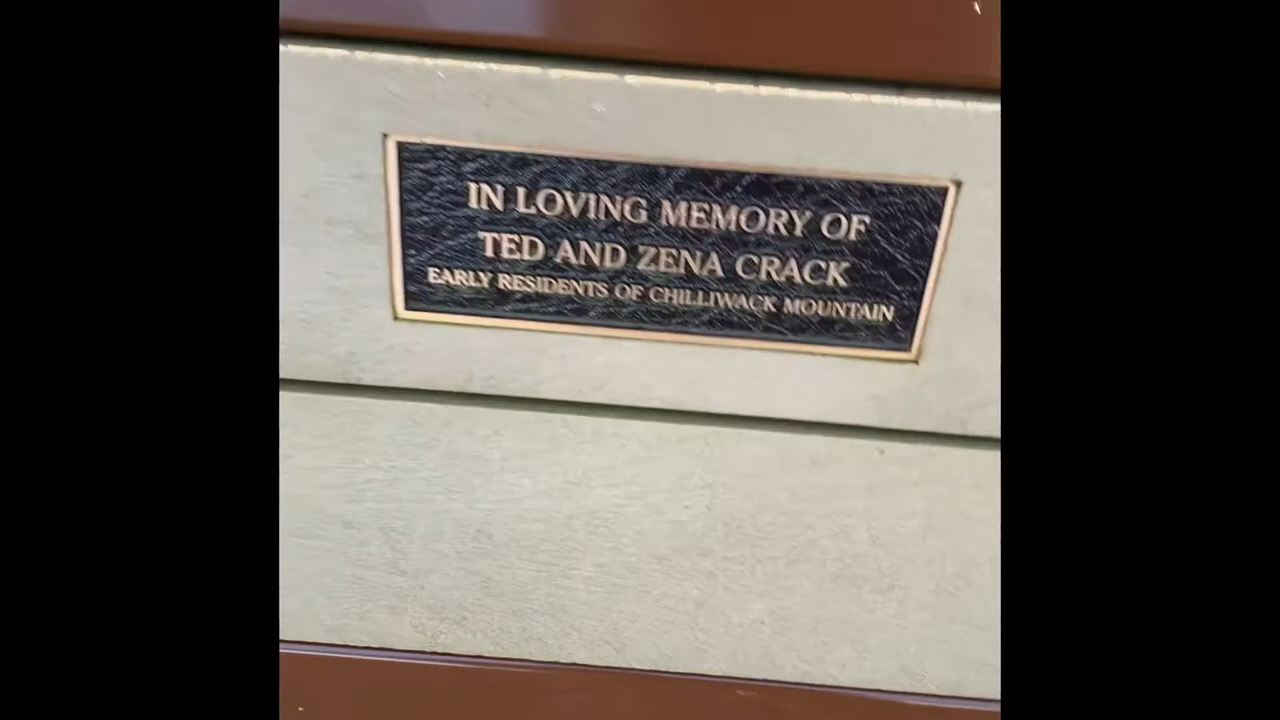 IN LOVING MEMORY OF
TED AND ZENA CRACK
EARLY RESIDENTS OF CHILLIWACK MOUNTAIN